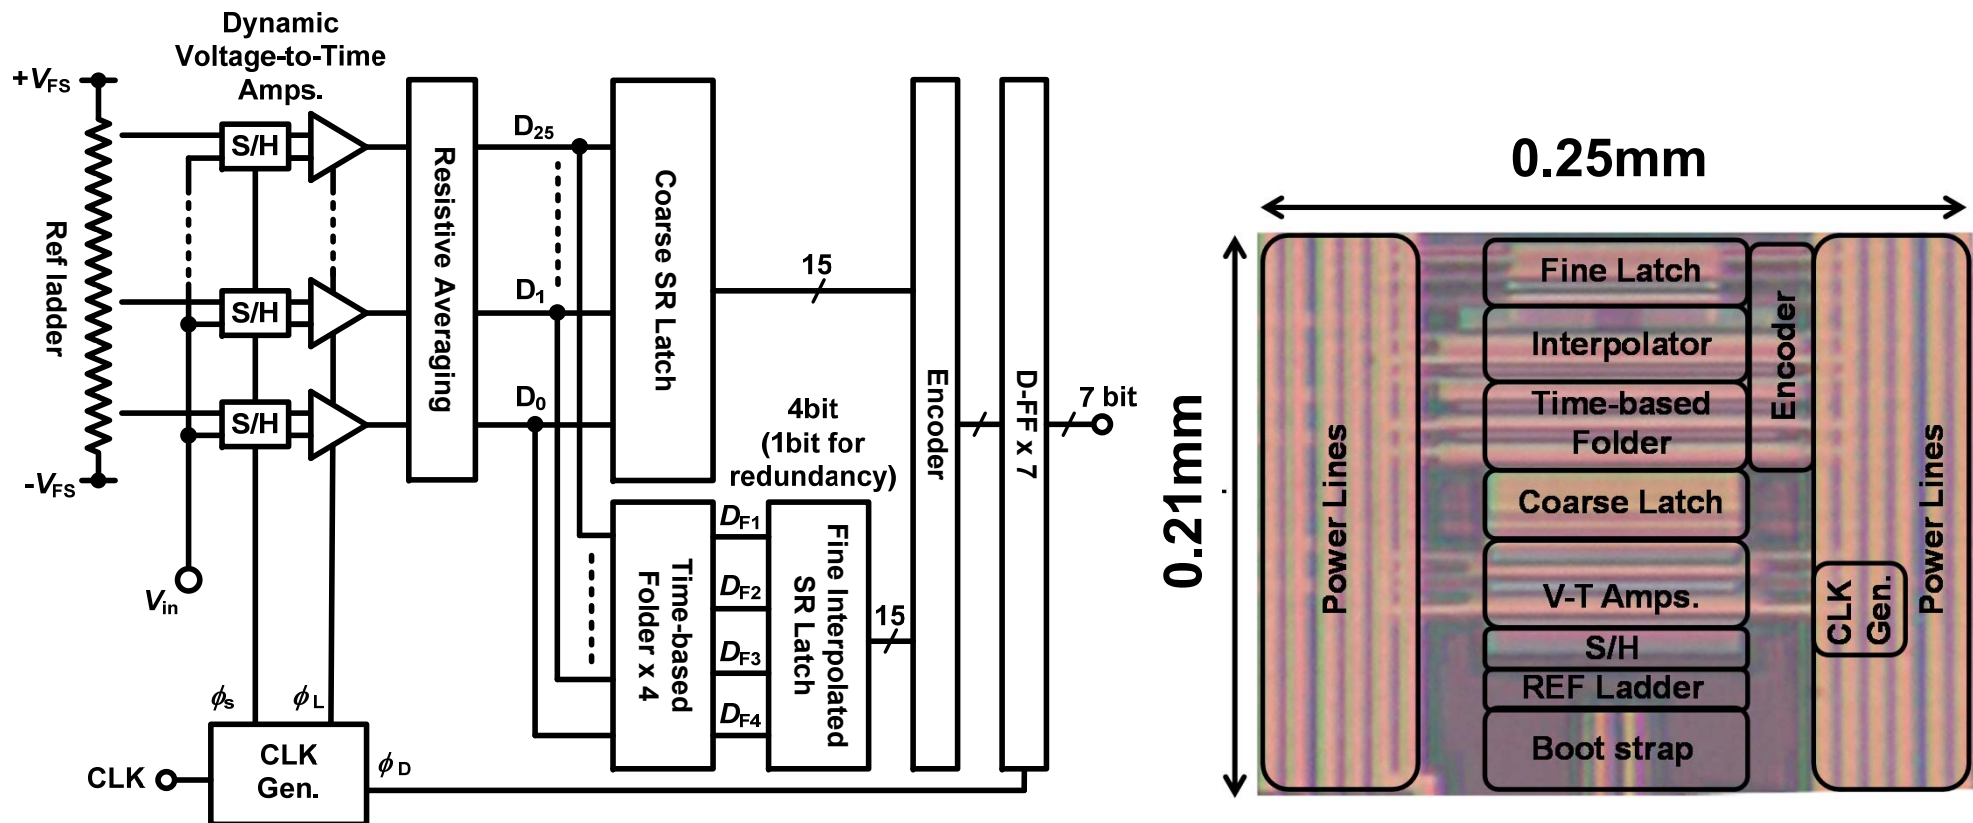 Dynamic
Voltage-to-Time
Amps.
+VFS
S/H
D25
Resistive Averaging
Coarse SR Latch
Ref ladder
S/H
D1
15
S/H
D0
-VFS
4bit
(1bit for
redundancy)
Encoder
D-FF x 7
7 bit
Vin
Time-based
Folder x 4
DF1
DF2
DF3
DF4
Fine Interpolated
SR Latch
15
ϕs
ϕL
CLK
CLK
Gen.
ϕD
0.25mm
0.21mm
Power Lines
Fine Latch
Interpolator
Time-based
Folder
Encoder
Coarse Latch
V-T Amps.
S/H
REF Ladder
Boot strap
CLK
Gen.
Power Lines